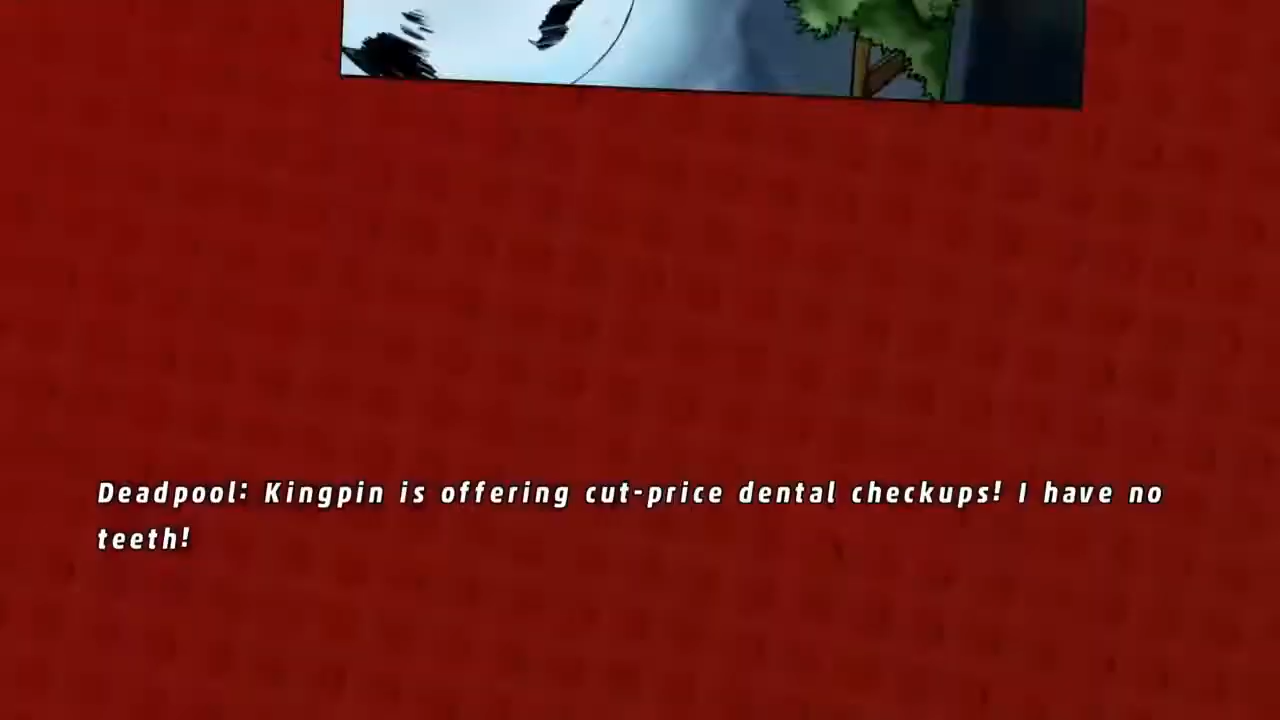 Deadpool: Kingpin is offering cut-price dental checkups! I have no
teeth!